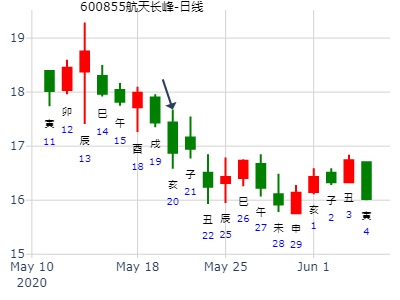 600855航天长峰-日线
19
18
17
16
15
寅
11
卯
12
辰
13
巳
14
午
15
酉
18
戌
19
亥
20
子
21
丑
22
辰
25
巳
26
午
27
未
28
申
29
亥
1
子
2
丑
3
寅
4
May 10
May 18
May 25
Jun 1
2020